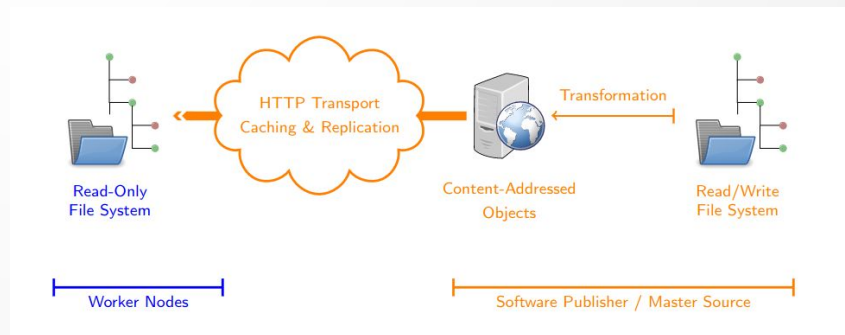 HTTP Transport
Caching & Replication
Transformation
Read-Only
File System
Content-Addressed
Objects
Read/Write
File System
Worker Nodes
Software Publisher / Master Source